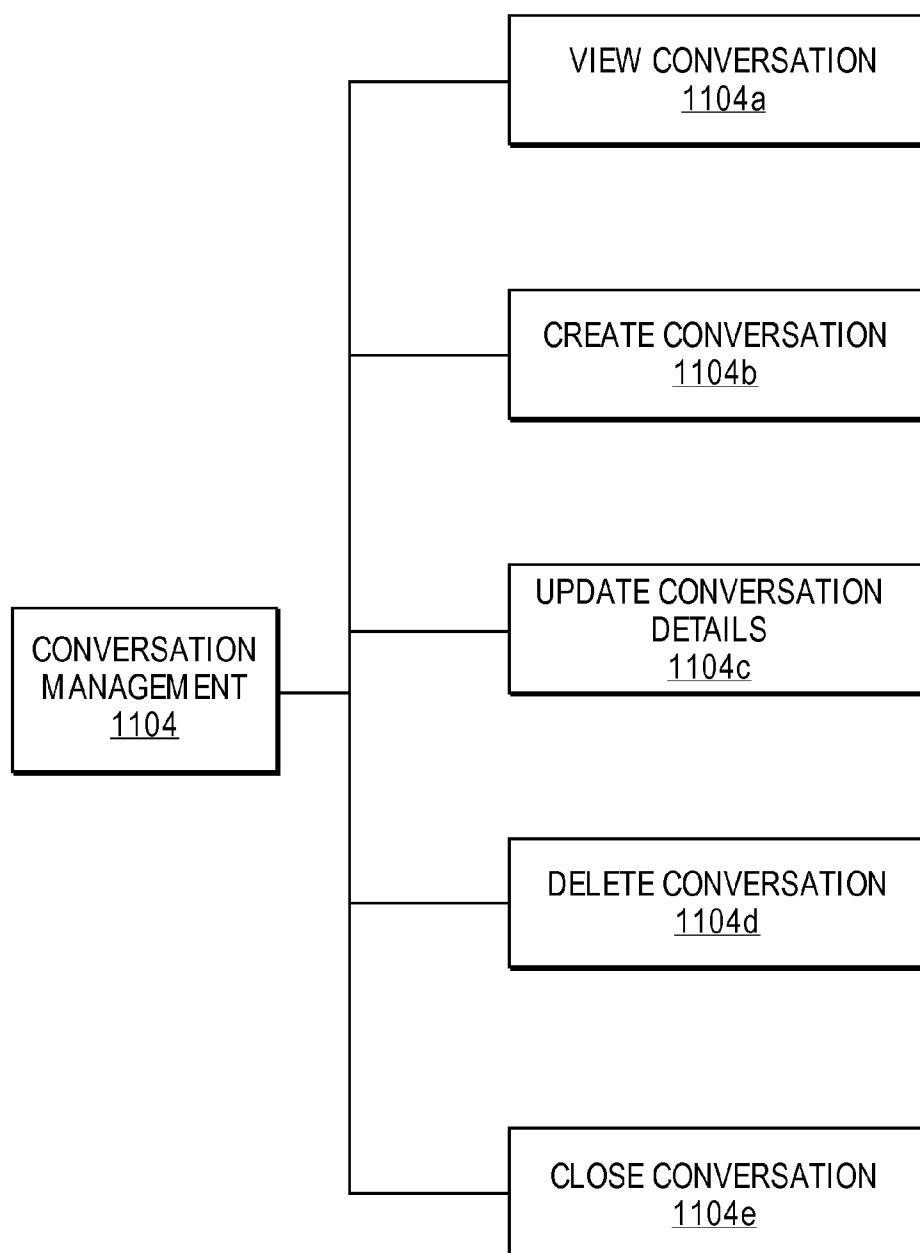 VIEW CONVERSATION
1104a
CREATE CONVERSATION
1104b
UPDATE CONVERSATION
DETAILS
1104c
CONVERSATION
MANAGEMENT
1104
DELETE CONVERSATION
1104d
CLOSE CONVERSATION
1104e